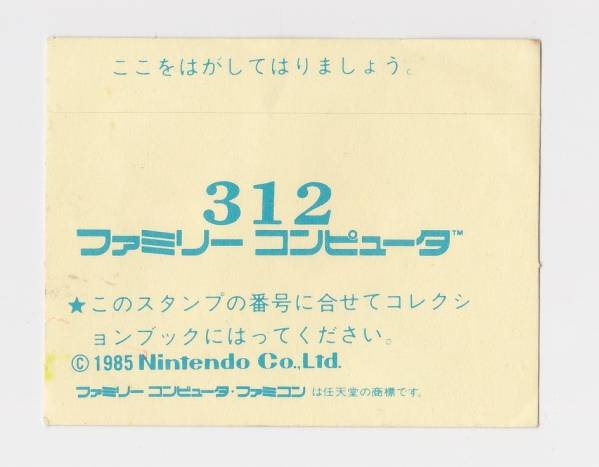 ここをはがしてはりましょう。
312
ファミリー コンピュータ™
★このスタンプの番号に合せてコレクシ
ョンブックにはってください。
©1985 Nintendo Co.,Ltd.
ファミリー コンピュータ・ファミコン は任天堂の商標です。